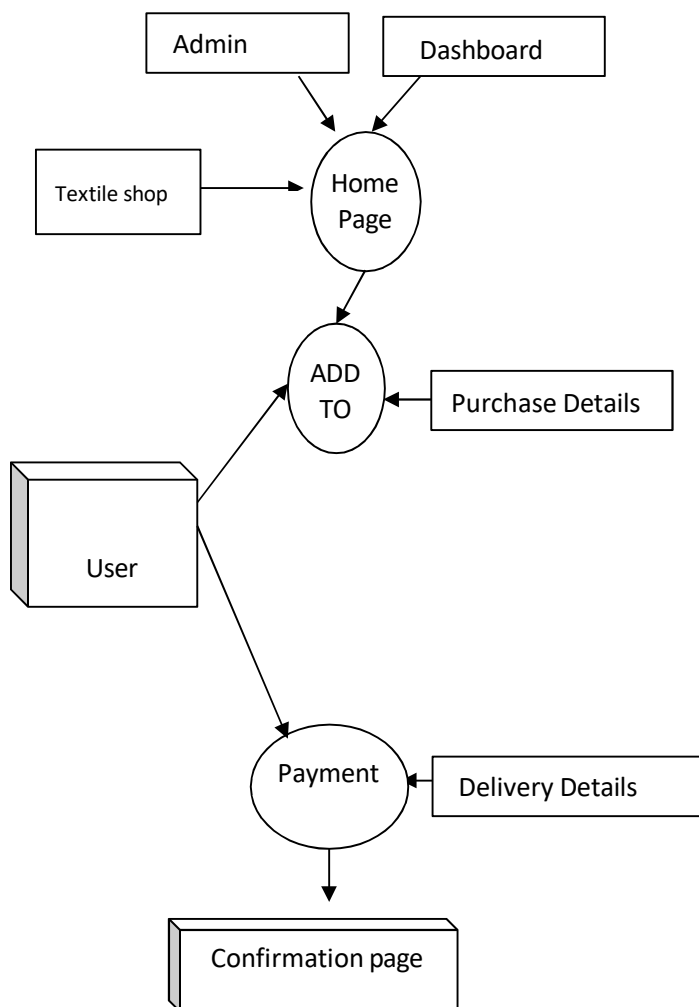 Admin
Dashboard
Textile shop
Home
Page
ADD
TO
Purchase Details
User
Payment
Delivery Details
Confirmation page